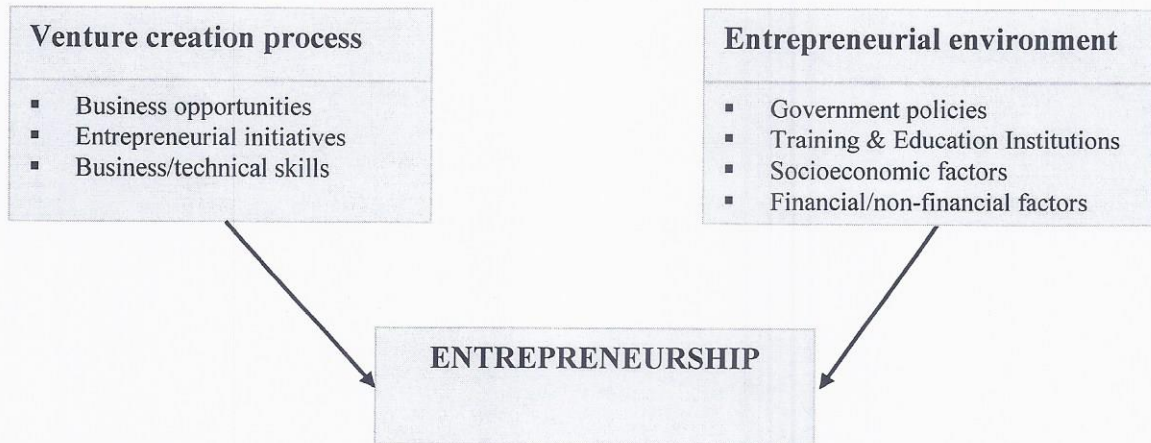 Venture creation process
▪ Business opportunities
▪ Entrepreneurial initiatives
▪ Business/technical skills
Entrepreneurial environment
▪ Government policies
▪ Training & Education Institutions
▪ Socioeconomic factors
▪ Financial/non-financial factors
ENTREPRENEURSHIP